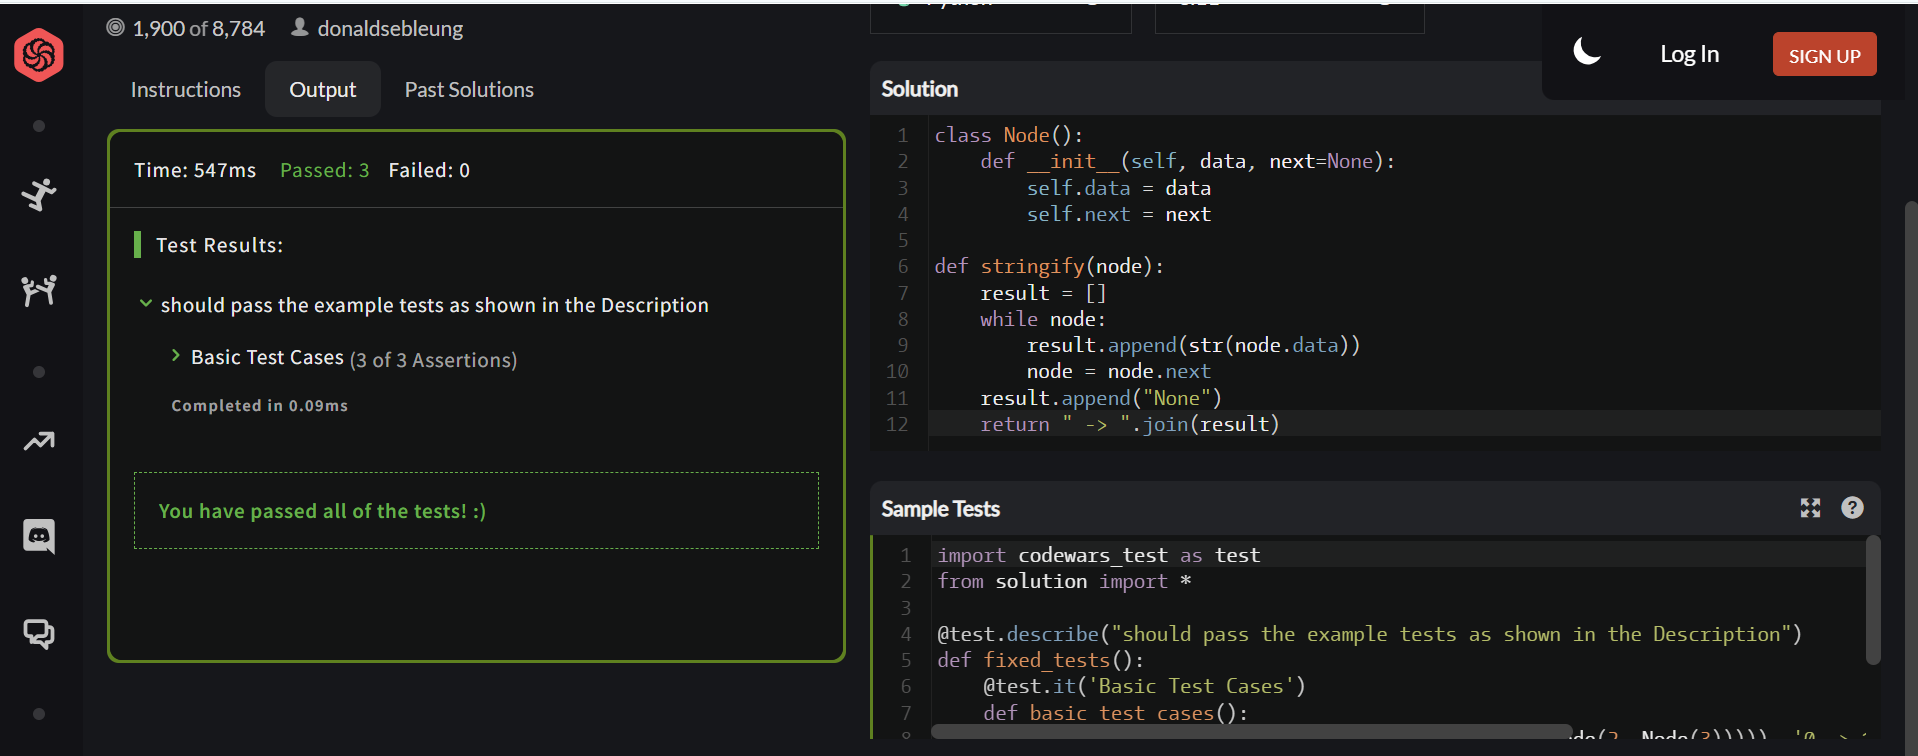 1,900 of 8,784 donaldsebleung
Instructions Output Past Solutions
Time: 547ms Passed: 3 Failed: 0
Test Results:
should pass the example tests as shown in the Description
Basic Test Cases (3 of 3 Assertions)
Completed in 0.09ms
You have passed all of the tests! :)
Python
Log In
SIGN UP
Solution
1 class Node():
2     def __init__(self, data, next=None):
3         self.data = data
4         self.next = next
5
6 def stringify(node):
7     result = []
8     while node:
9         result.append(str(node.data))
10         node = node.next
11     result.append("None")
12     return " -> ".join(result)
Sample Tests
1 import codewars_test as test
2 from solution import *
3
4 @test.describe("should pass the example tests as shown in the Description")
5 def fixed_tests():
6     @test.it('Basic Test Cases')
7     def basic_test_cases():
8